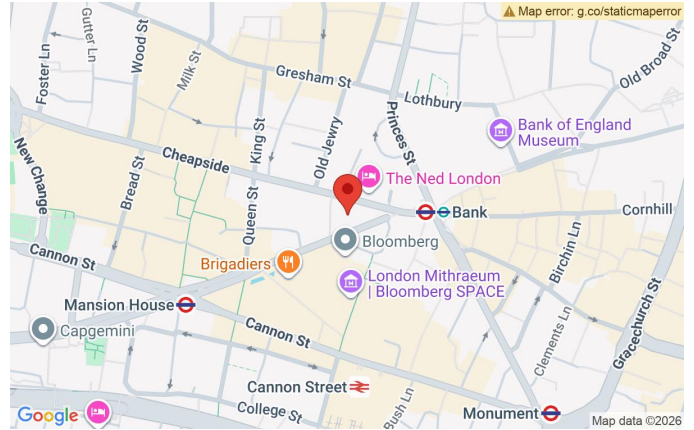 Map error: g.co/staticmaperror
Foster Ln
Gutter Ln
Wood St
Milk St
Gresham St
Old Broad St
Lothbury
Princes St
Bank of England
Museum
King St
Old Jewry
New Change
Cheapside
Bread St
The Ned London
Queen St
Bank
Cornhill
Bloomberg
Birchin Ln
Cannon St
Brigadiers
London Mithraeum
| Bloomberg SPACE
Gracechurch St
Mansion House
Capgemini
Cannon St
Clements Ln
Cannon Street
Bush Ln
College St
Monument
Google
Map data ©2026